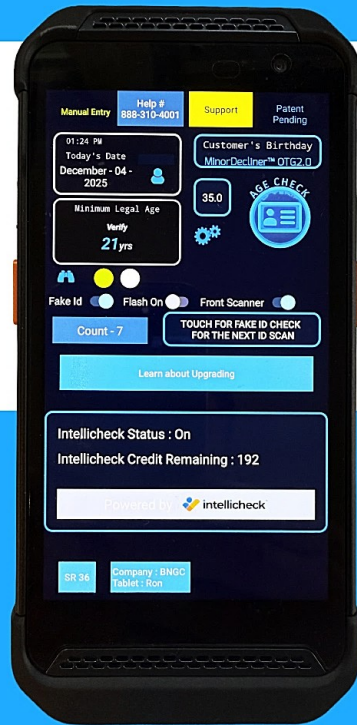 Manual Entry
Help #
888-310-4001
Support
Patent
Pending
01:24 PM
Today's Date
December - 04 -
2025
Customer's Birthday
MinorDecliner™ OTG2.0
Minimum Legal Age
Verify
21yrs
35.0
AGE CHECK
Fake Id
Flash On
Front Scanner
Count - 7
TOUCH FOR FAKE ID CHECK
FOR THE NEXT ID SCAN
Learn about Upgrading
Intellicheck Status : On
Intellicheck Credit Remaining : 192
Powered by intellicheck
SR 36
Company : BNGC
Tablet : Ron